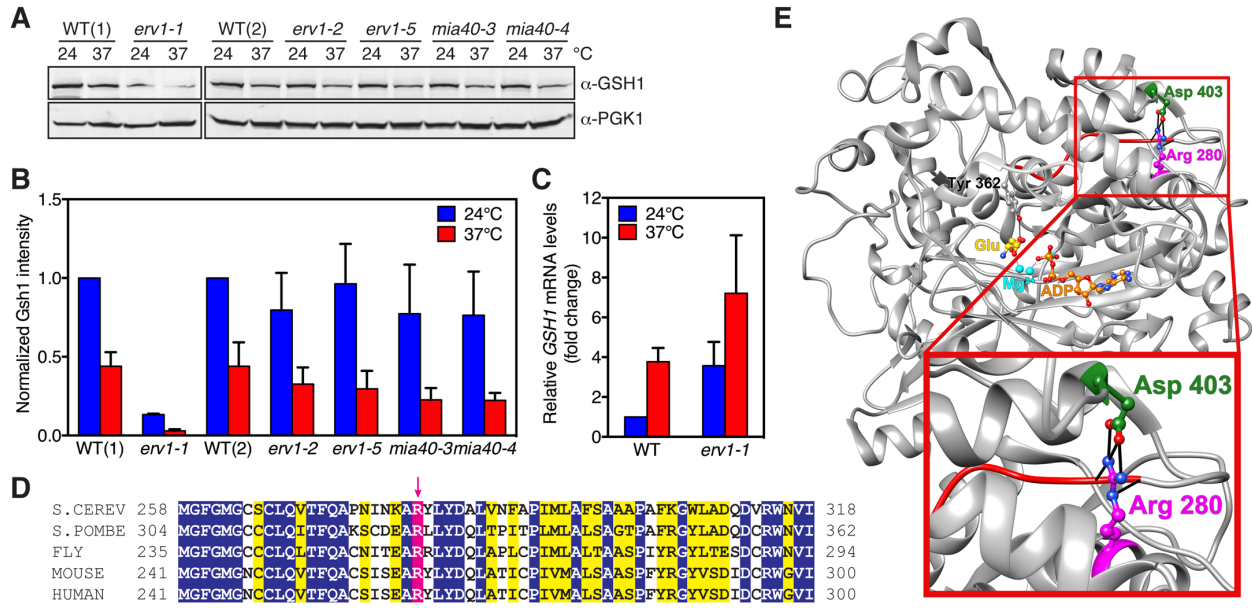 A
WT(1) erv1-1 WT(2) erv1-2 erv1-5 mia40-3 mia40-4
24 37 24 37 24 37 24 37 24 37 24 37 24 37 °C
α-GSH1
α-PGK1
B
Normalized Gsh1 intensity
1.5
1.0
0.5
0.0
24°C
37°C
WT(1) erv1-1 WT(2) erv1-2 erv1-5 mia40-3 mia40-4
C
Relative GSH1 mRNA levels
(fold change)
12
10
8
6
4
2
0
24°C
37°C
WT erv1-1
D
S.CEREV 258 MGFGMGCSCLQVTFQAPNINKARYLYDALVNFAPIMLAFSAAAPAFKGWLADQDVRWNVI 318
S.POMBE 304 MGFGMGCCCLQITFQAKSCDEARLLYDQLTPITPLMLALSAGTPAFRGYLADQDCRWNVI 362
FLY 235 MGFGMGCCCLQLTFQACNITEARRLYDQLAPLCPIMLALTAASPIYRGYLTESDCRWNVI 294
MOUSE 241 MGFGMGNCCLQVTFQACSISEARYLYDQLATICPIVMALSAASPFYRGYVSDIDCRWGVI 300
HUMAN 241 MGFGMGNCCLQVTFQACSISEARYLYDQLATICPIVMALSAASPFYRGYVSDIDCRWGVI 300
E
Asp 403
Arg 280
Tyr 362
Glu
ADP
Asp 403
Arg 280